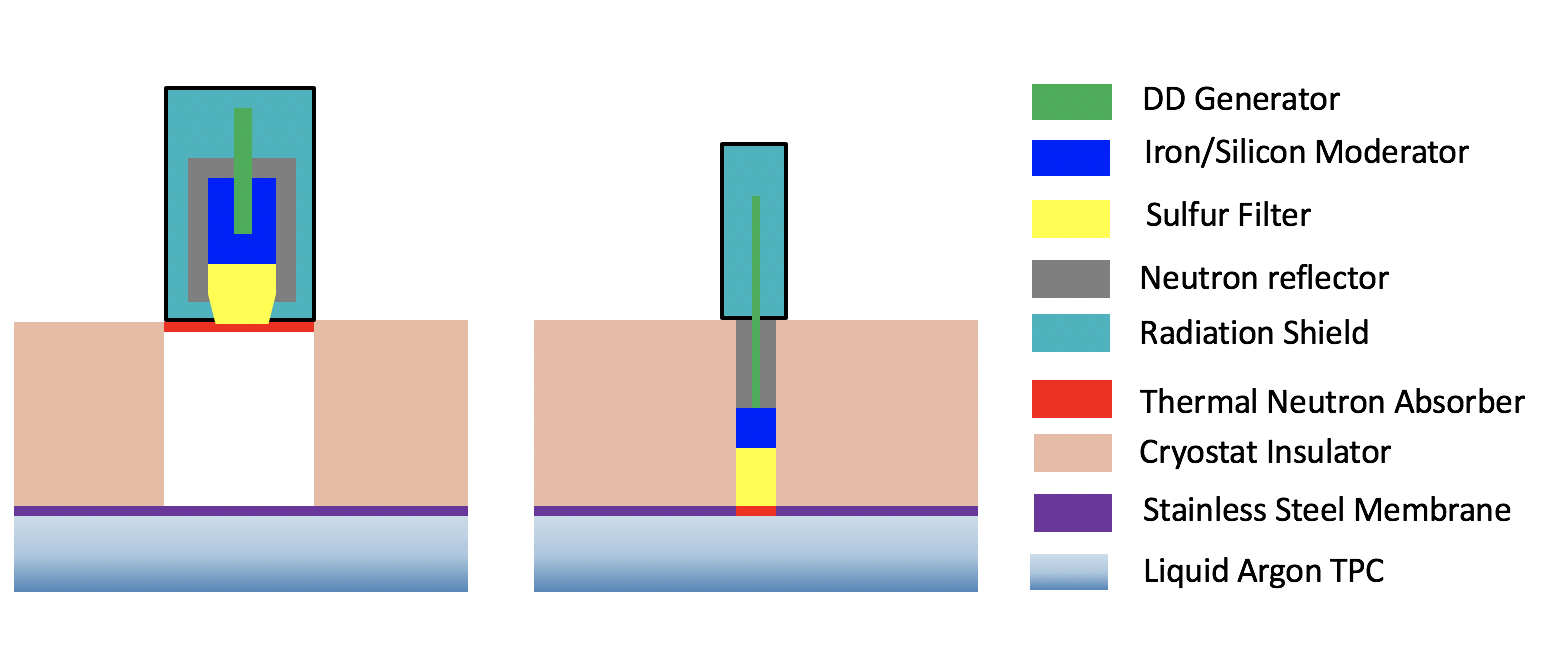 DD Generator
Iron/Silicon Moderator
Sulfur Filter
Neutron reflector
Radiation Shield
Thermal Neutron Absorber
Cryostat Insulator
Stainless Steel Membrane
Liquid Argon TPC